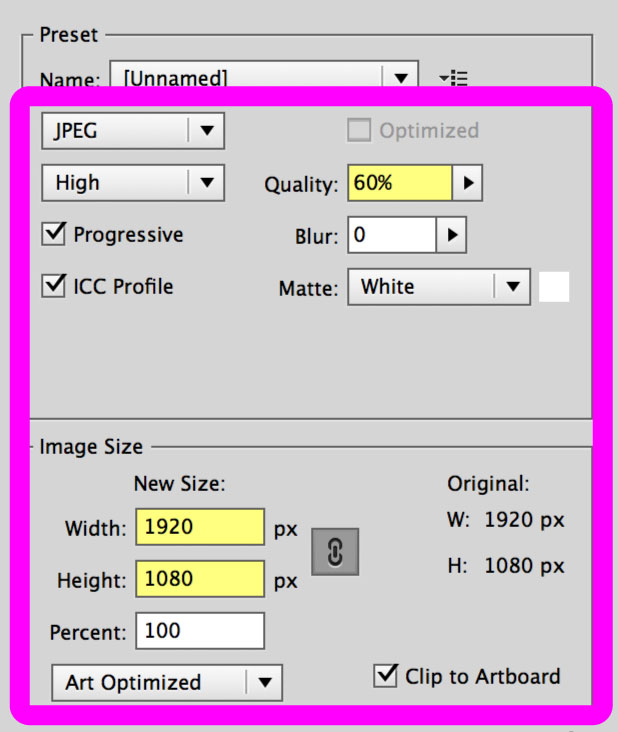 Preset
Name: [Unnamed]
JPEG Optimized
High Quality: 60%
Progressive Blur: 0
ICC Profile Matte: White
Image Size
New Size: Original:
Width: 1920 px W: 1920 px
Height: 1080 px H: 1080 px
Percent: 100
Art Optimized Clip to Artboard